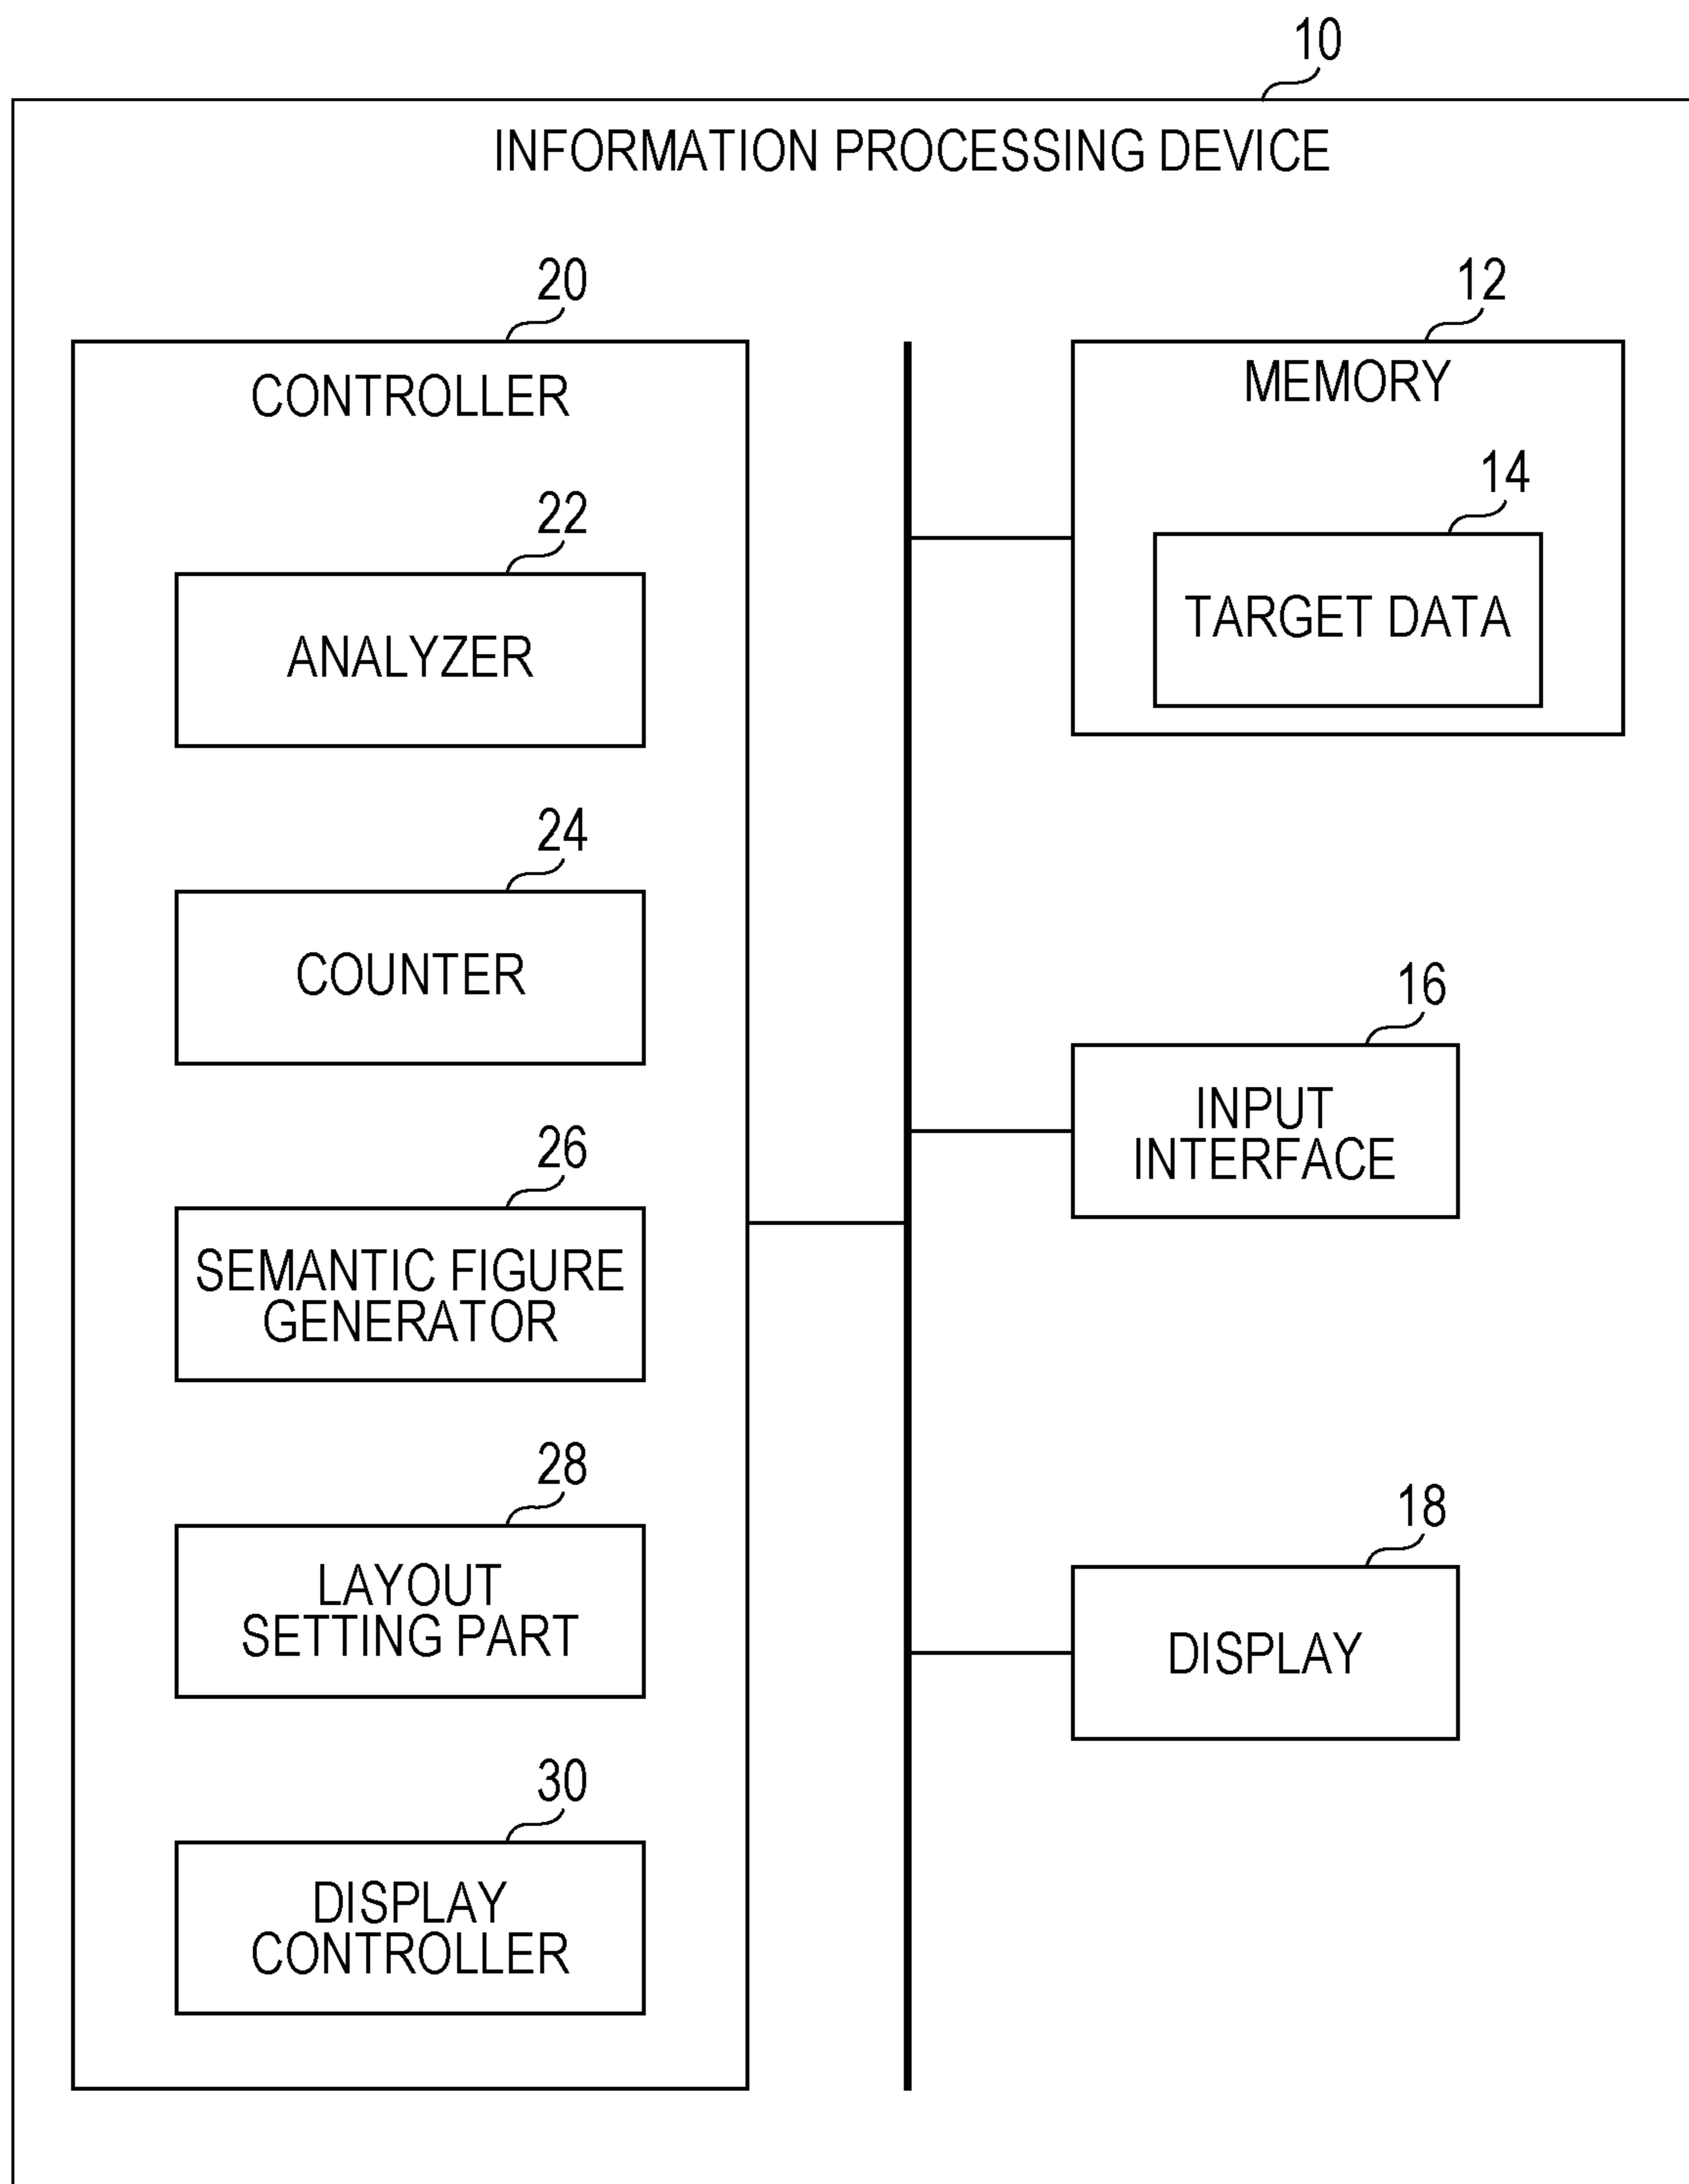 10
INFORMATION PROCESSING DEVICE
20
CONTROLLER
22
ANALYZER
24
COUNTER
26
SEMANTIC FIGURE
GENERATOR
28
LAYOUT
SETTING PART
30
DISPLAY
CONTROLLER
12
MEMORY
14
TARGET DATA
16
INPUT
INTERFACE
18
DISPLAY